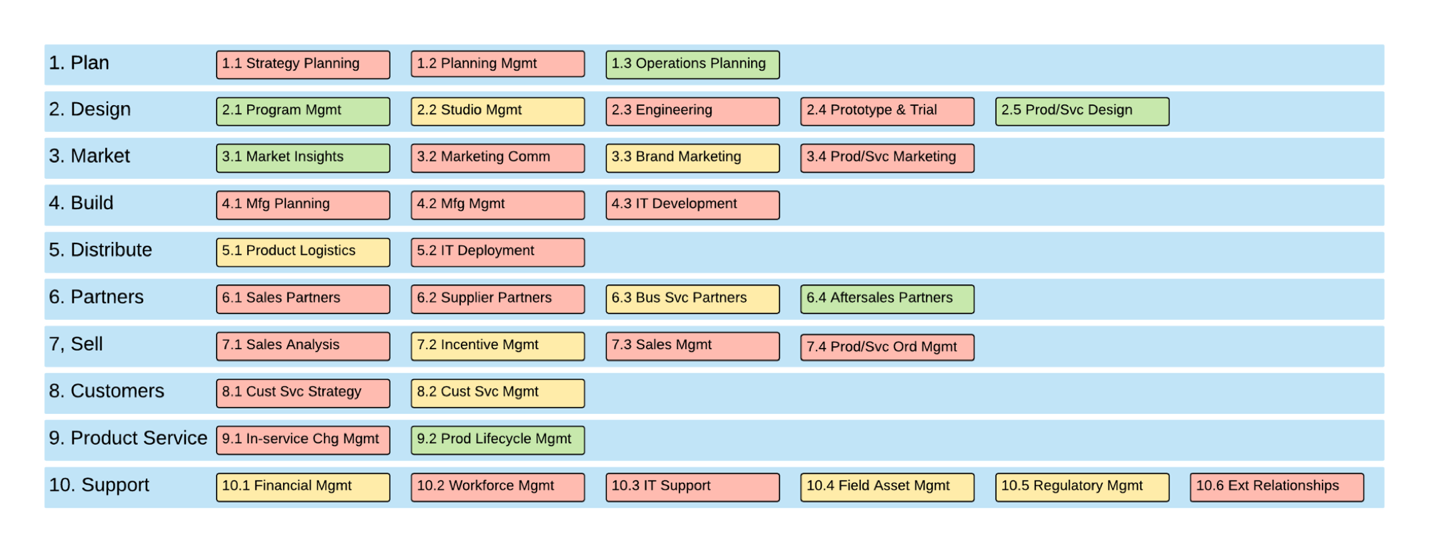 1. Plan
1.1 Strategy Planning
1.2 Planning Mgmt
1.3 Operations Planning
2. Design
2.1 Program Mgmt
2.2 Studio Mgmt
2.3 Engineering
2.4 Prototype & Trial
2.5 Prod/Svc Design
3. Market
3.1 Market Insights
3.2 Marketing Comm
3.3 Brand Marketing
3.4 Prod/Svc Marketing
4. Build
4.1 Mfg Planning
4.2 Mfg Mgmt
4.3 IT Development
5. Distribute
5.1 Product Logistics
5.2 IT Deployment
6. Partners
6.1 Sales Partners
6.2 Supplier Partners
6.3 Bus Svc Partners
6.4 Aftersales Partners
7, Sell
7.1 Sales Analysis
7.2 Incentive Mgmt
7.3 Sales Mgmt
7.4 Prod/Svc Ord Mgmt
8. Customers
8.1 Cust Svc Strategy
8.2 Cust Svc Mgmt
9. Product Service
9.1 In-service Chg Mgmt
9.2 Prod Lifecycle Mgmt
10. Support
10.1 Financial Mgmt
10.2 Workforce Mgmt
10.3 IT Support
10.4 Field Asset Mgmt
10.5 Regulatory Mgmt
10.6 Ext Relationships